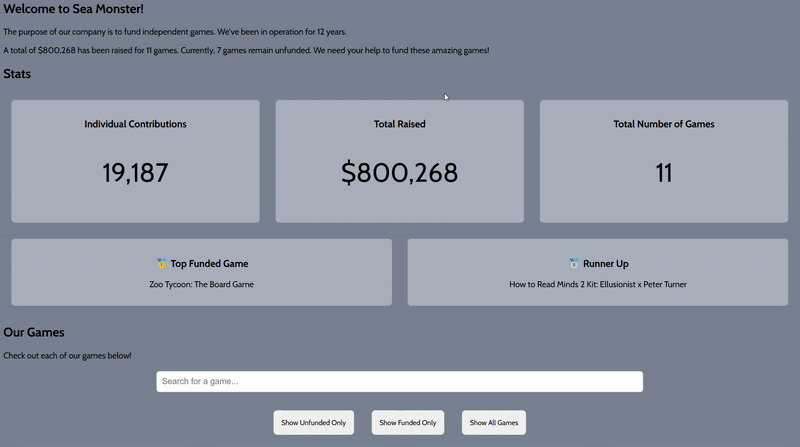 Welcome to Sea Monster!
The purpose of our company is to fund independent games. We've been in operation for 12 years.
A total of $800,268 has been raised for 11 games. Currently, 7 games remain unfunded. We need your help to fund these amazing games!
Stats
Individual Contributions
19,187
Total Raised
$800,268
Total Number of Games
11
🥇 Top Funded Game
Zoo Tycoon: The Board Game
🥈 Runner Up
How to Read Minds 2 Kit: Ellusionist x Peter Turner
Our Games
Check out each of our games below!
Search for a game...
Show Unfunded Only
Show Funded Only
Show All Games